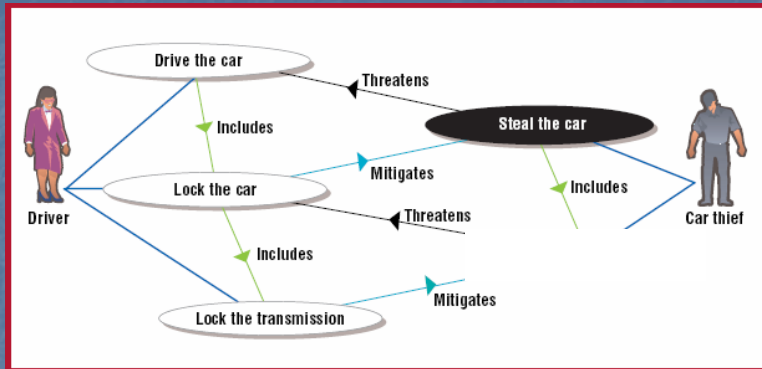 Drive the car
Threatens
Steal the car
Includes
Mitigates
Lock the car
Includes
Driver
Threatens
Car thief
Includes
Mitigates
Lock the transmission